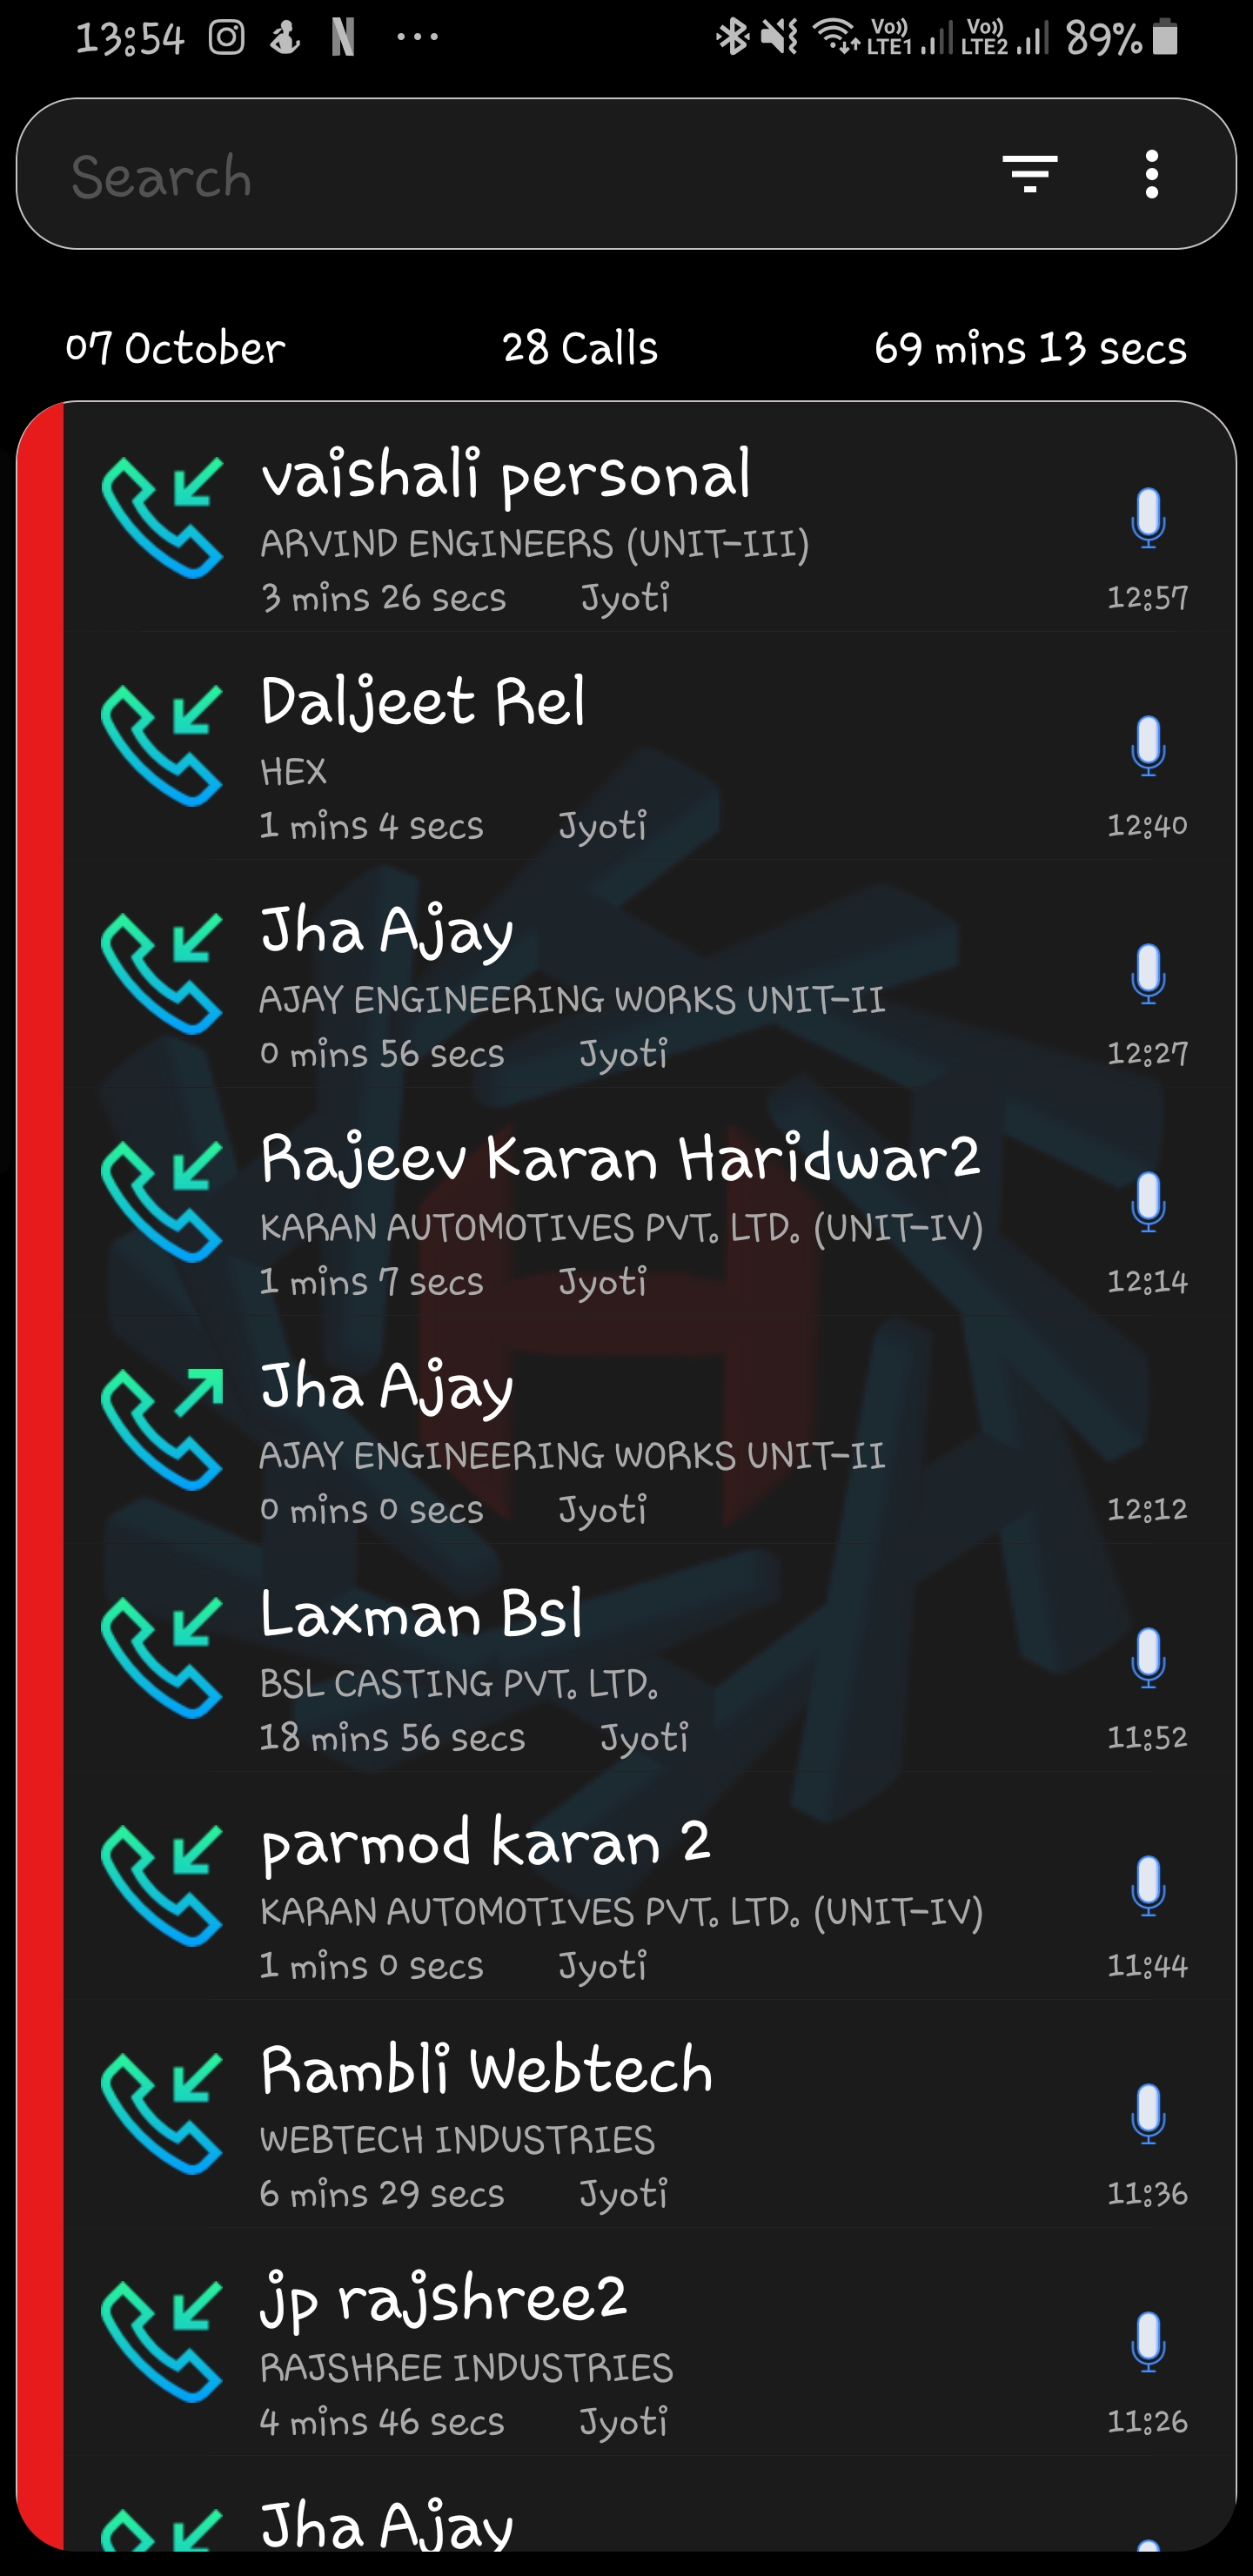 13:54
Vo)) LTE1 Vo)) LTE2 89%
Search
07 October 28 Calls 69 mins 13 secs
vaishali personal
ARVIND ENGINEERS (UNIT-III)
3 mins 26 secs Jyoti 12:57
Daljeet Rel
HEX
1 mins 4 secs Jyoti 12:40
Jha Ajay
AJAY ENGINEERING WORKS UNIT-II
0 mins 56 secs Jyoti 12:27
Rajeev Karan Haridwar2
KARAN AUTOMOTIVES PVT. LTD. (UNIT-IV)
1 mins 7 secs Jyoti 12:14
Jha Ajay
AJAY ENGINEERING WORKS UNIT-II
0 mins 0 secs Jyoti 12:12
Laxman Bsl
BSL CASTING PVT. LTD.
18 mins 56 secs Jyoti 11:52
parmod karan 2
KARAN AUTOMOTIVES PVT. LTD. (UNIT-IV)
1 mins 0 secs Jyoti 11:44
Rambli Webtech
WEBTECH INDUSTRIES
6 mins 29 secs Jyoti 11:36
jp rajshree2
RAJSHREE INDUSTRIES
4 mins 46 secs Jyoti 11:26
Jha Ajay